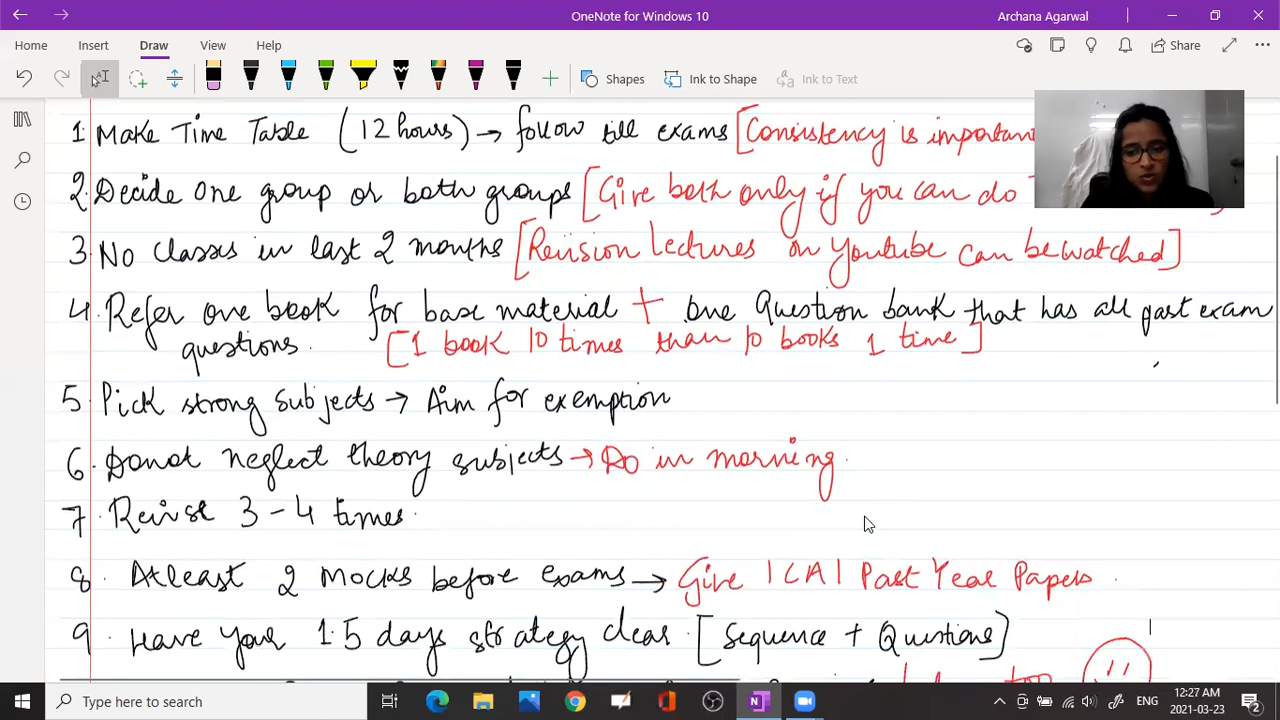 OneNote for Windows 10
Archana Agarwal
Home Insert Draw View Help
Share
Shapes
Ink to Shape
Ink to Text
1. Make Time Table (12 hours) → follow till exams [Consistency is important
2. Decide one group or both groups [Give both only if you can do
3. No Classes in last 2 months [Revision Lectures on Youtube can be watched]
4. Refer one book for base material + one Question bank that has all past exam
questions. [1 book 10 times than 10 books 1 time]
5. Pick strong subjects → Aim for exemption
6. Donot neglect theory subjects → Do in morning.
7. Revise 3-4 times.
8. Atleast 2 Mocks before exams → Give ICAI Past Year Papers.
9. Have your 1.5 days strategy clear. [Sequence + Questions]
Type here to search
ENG
12:27 AM
2021-03-23
2